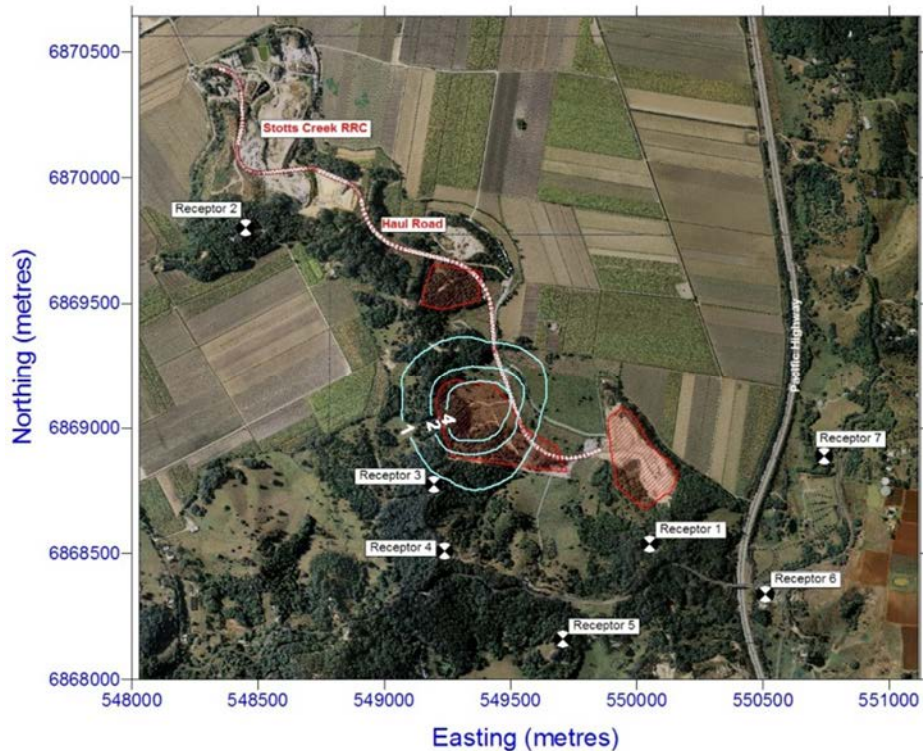 6870500
Stotts Creek RRC
6870000
Receptor 2
Haul Road
6869500
Pacific Highway
Northing (metres)
4
2
1
6869000
Receptor 7
Receptor 3
Receptor 1
6868500
Receptor 4
Receptor 6
Receptor 5
6868000
548000 548500 549000 549500 550000 550500 551000
Easting (metres)